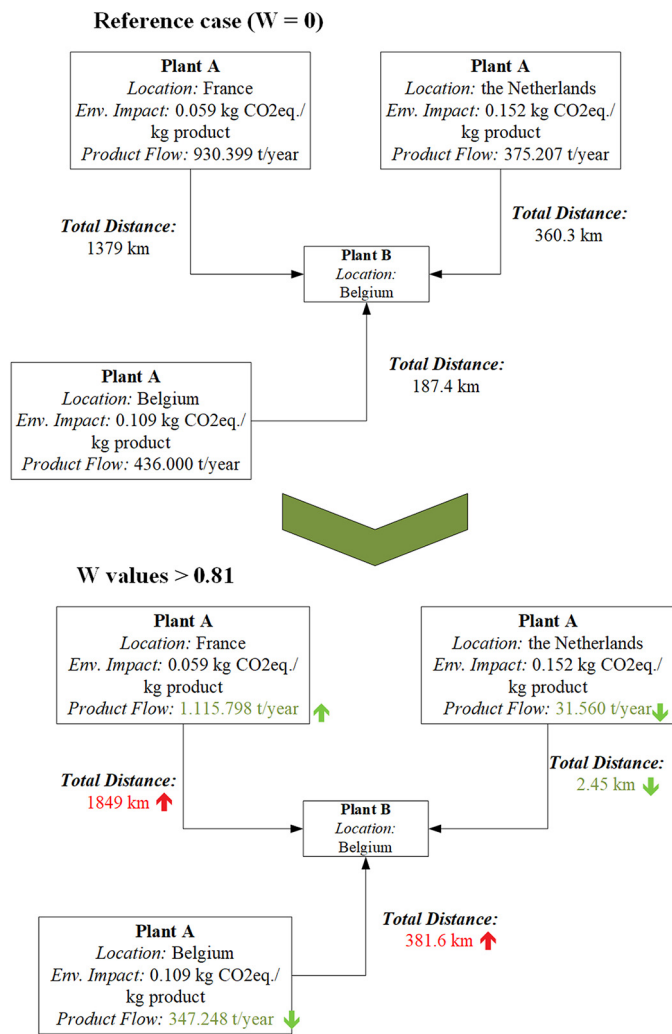 Reference case (W = 0)
Plant A
Location: France
Env. Impact: 0.059 kg CO2eq./
kg product
Product Flow: 930.399 t/year
Plant A
Location: the Netherlands
Env. Impact: 0.152 kg CO2eq./
kg product
Product Flow: 375.207 t/year
Total Distance:
1379 km
Total Distance:
360.3 km
Plant B
Location:
Belgium
Total Distance:
187.4 km
Plant A
Location: Belgium
Env. Impact: 0.109 kg CO2eq./
kg product
Product Flow: 436.000 t/year
W values > 0.81
Plant A
Location: France
Env. Impact: 0.059 kg CO2eq./
kg product
Product Flow: 1.115.798 t/year
Plant A
Location: the Netherlands
Env. Impact: 0.152 kg CO2eq./
kg product
Product Flow: 31.560 t/year
Total Distance:
1849 km
Total Distance:
2.45 km
Plant B
Location:
Belgium
Total Distance:
381.6 km
Plant A
Location: Belgium
Env. Impact: 0.109 kg CO2eq./
kg product
Product Flow: 347.248 t/year